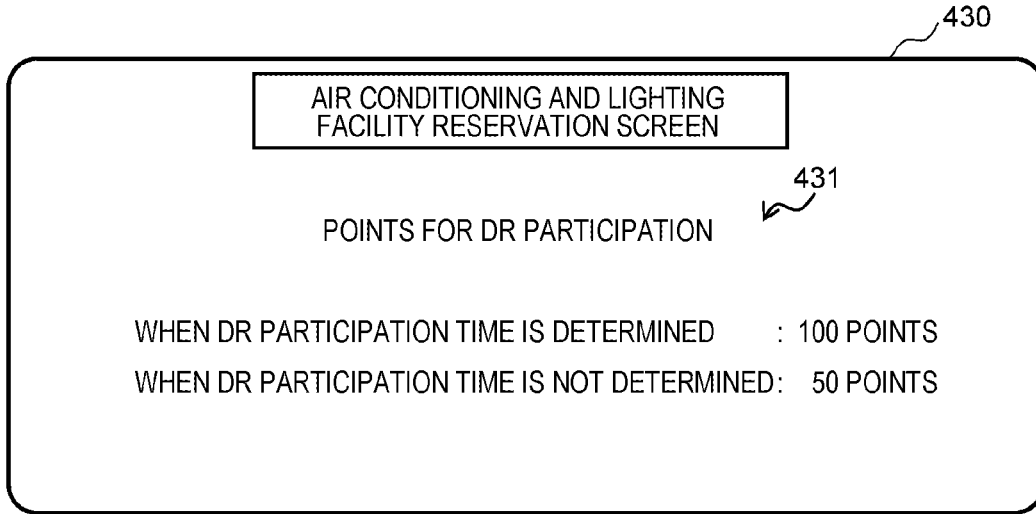 430
AIR CONDITIONING AND LIGHTING
FACILITY RESERVATION SCREEN
431
POINTS FOR DR PARTICIPATION
WHEN DR PARTICIPATION TIME IS DETERMINED : 100 POINTS
WHEN DR PARTICIPATION TIME IS NOT DETERMINED: 50 POINTS